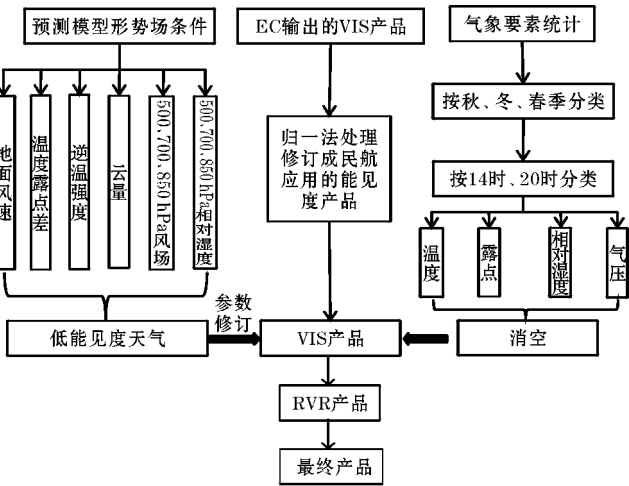 预测模型形势场条件
EC输出的VIS产品
气象要素统计
按秋、冬、春季分类
归一法处理
修订成民航
应用的能见
度产品
按14时、20时分类
地面风速
温度露点差
逆温强度
云量
500、700、850hPa风场
500、700、850hPa相对湿度
温度
露点
相对湿度
气压
参数
修订
低能见度天气
VIS产品
消空
RVR产品
最终产品